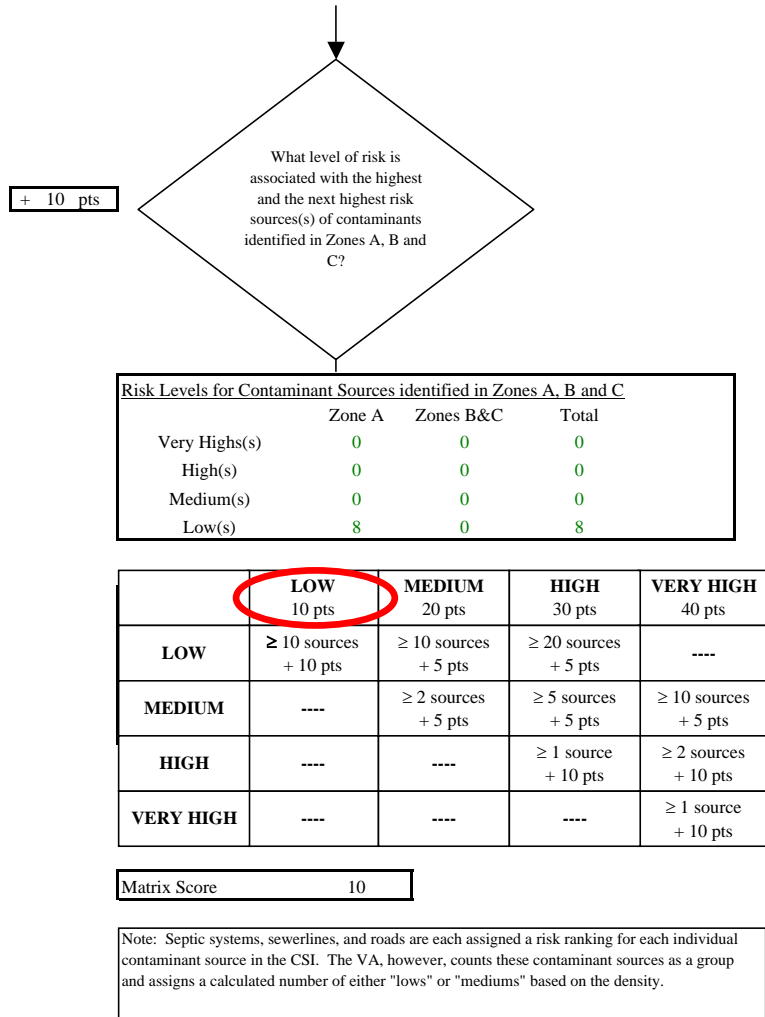 What level of risk is
associated with the highest
and the next highest risk
sources(s) of contaminants
identified in Zones A, B and
C?
+ 10 pts
Risk Levels for Contaminant Sources identified in Zones A, B and C
Zone A Zones B&C Total
Very Highs(s) 0 0 0
High(s) 0 0 0
Medium(s) 0 0 0
Low(s) 8 0 8
LOW MEDIUM HIGH VERY HIGH
10 pts 20 pts 30 pts 40 pts
LOW ≥ 10 sources ≥ 10 sources ≥ 20 sources ----
+ 10 pts + 5 pts + 5 pts
MEDIUM ---- ≥ 2 sources ≥ 5 sources ≥ 10 sources
+ 5 pts + 5 pts + 5 pts
HIGH ---- ---- ≥ 1 source ≥ 2 sources
+ 10 pts + 10 pts
VERY HIGH ---- ---- ---- ≥ 1 source
+ 10 pts
Matrix Score 10
Note: Septic systems, sewerlines, and roads are each assigned a risk ranking for each individual
contaminant source in the CSI. The VA, however, counts these contaminant sources as a group
and assigns a calculated number of either "lows" or "mediums" based on the density.